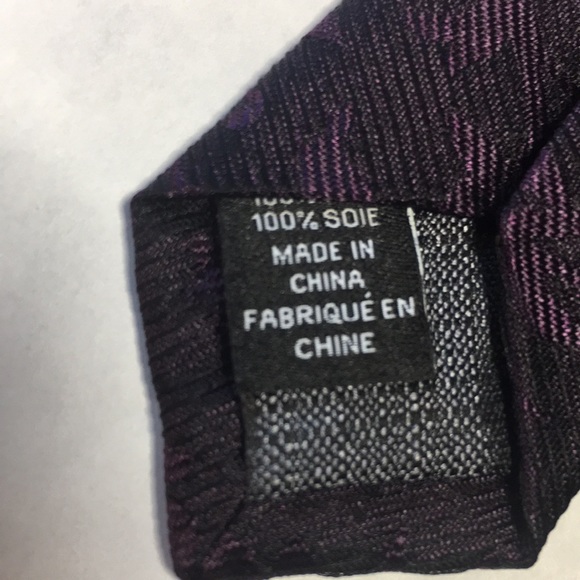 100% SOIE
MADE IN
CHINA
FABRIQUÉ EN
CHINE